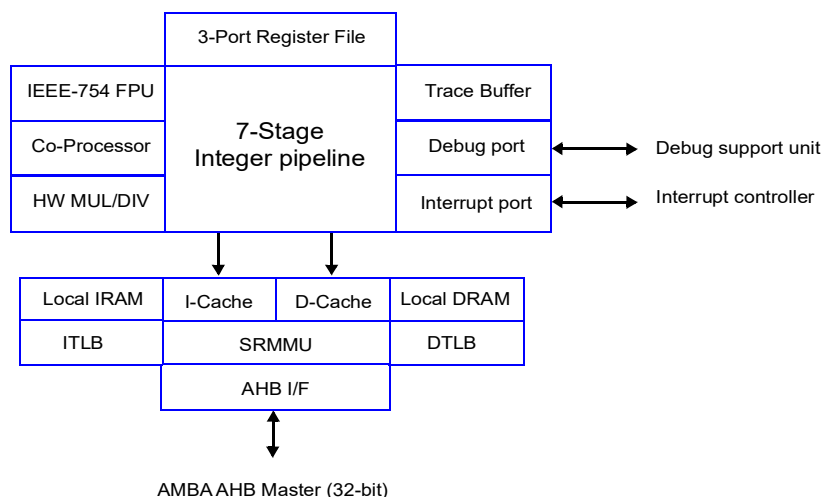 3-Port Register File
IEEE-754 FPU
Trace Buffer
7-Stage
Integer pipeline
Co-Processor
Debug port
Debug support unit
HW MUL/DIV
Interrupt port
Interrupt controller
Local IRAM
I-Cache
D-Cache
Local DRAM
ITLB
SRMMU
DTLB
AHB I/F
AMBA AHB Master (32-bit)